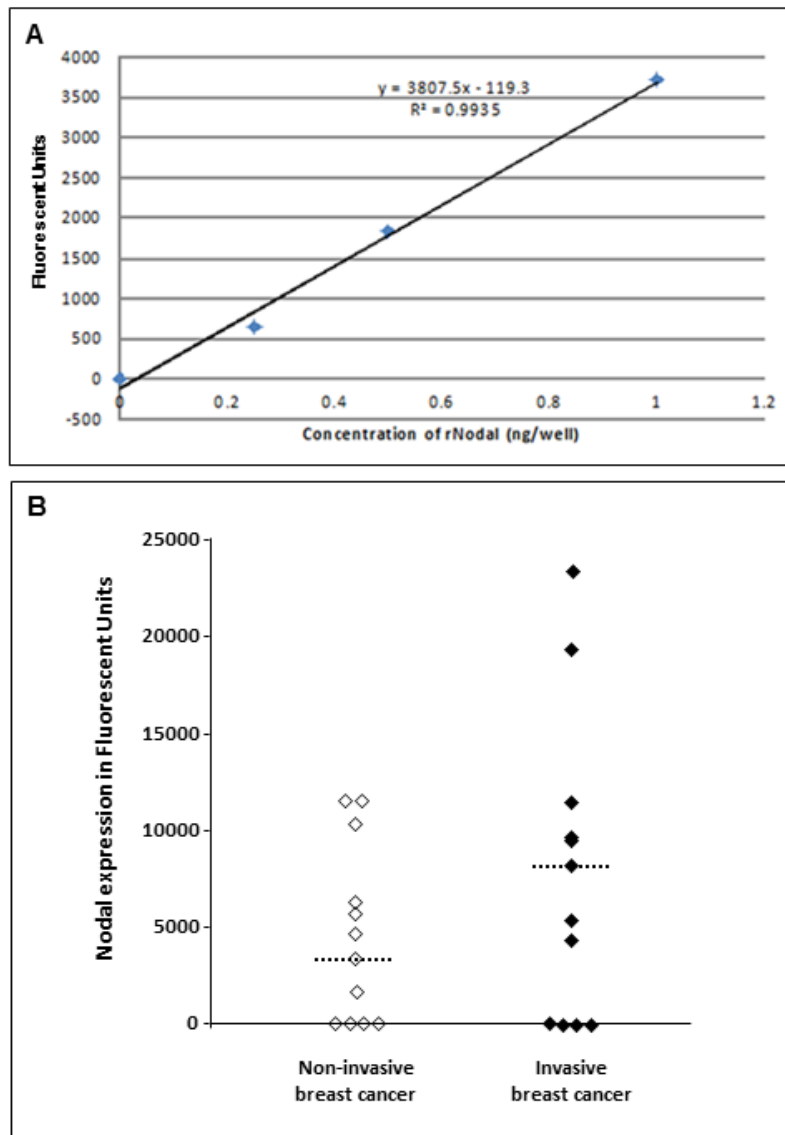 A
4000
3500
3000
2500
2000
1500
1000
500
0
-500
Fluorescent Units
y = 3807.5x - 119.3
R² = 0.9935
0 0.2 0.4 0.6 0.8 1 1.2
Concentration of rNodal (ng/well)
B
25000
20000
15000
10000
5000
0
Nodal expression in Fluorescent Units
Non-invasive
breast cancer
Invasive
breast cancer